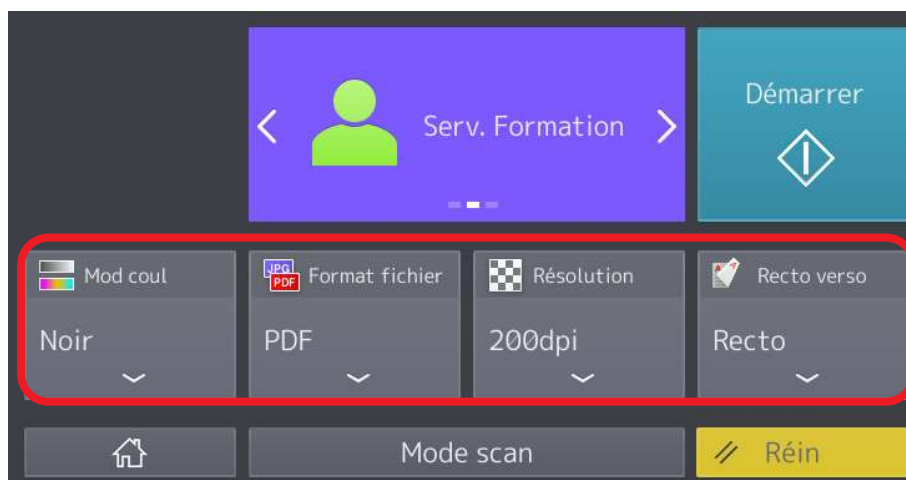 Serv. Formation
Démarrer
Mod coul
JPG
PDF
Format fichier
Résolution
Recto verso
Noir
PDF
200dpi
Recto
Mode scan
Réin